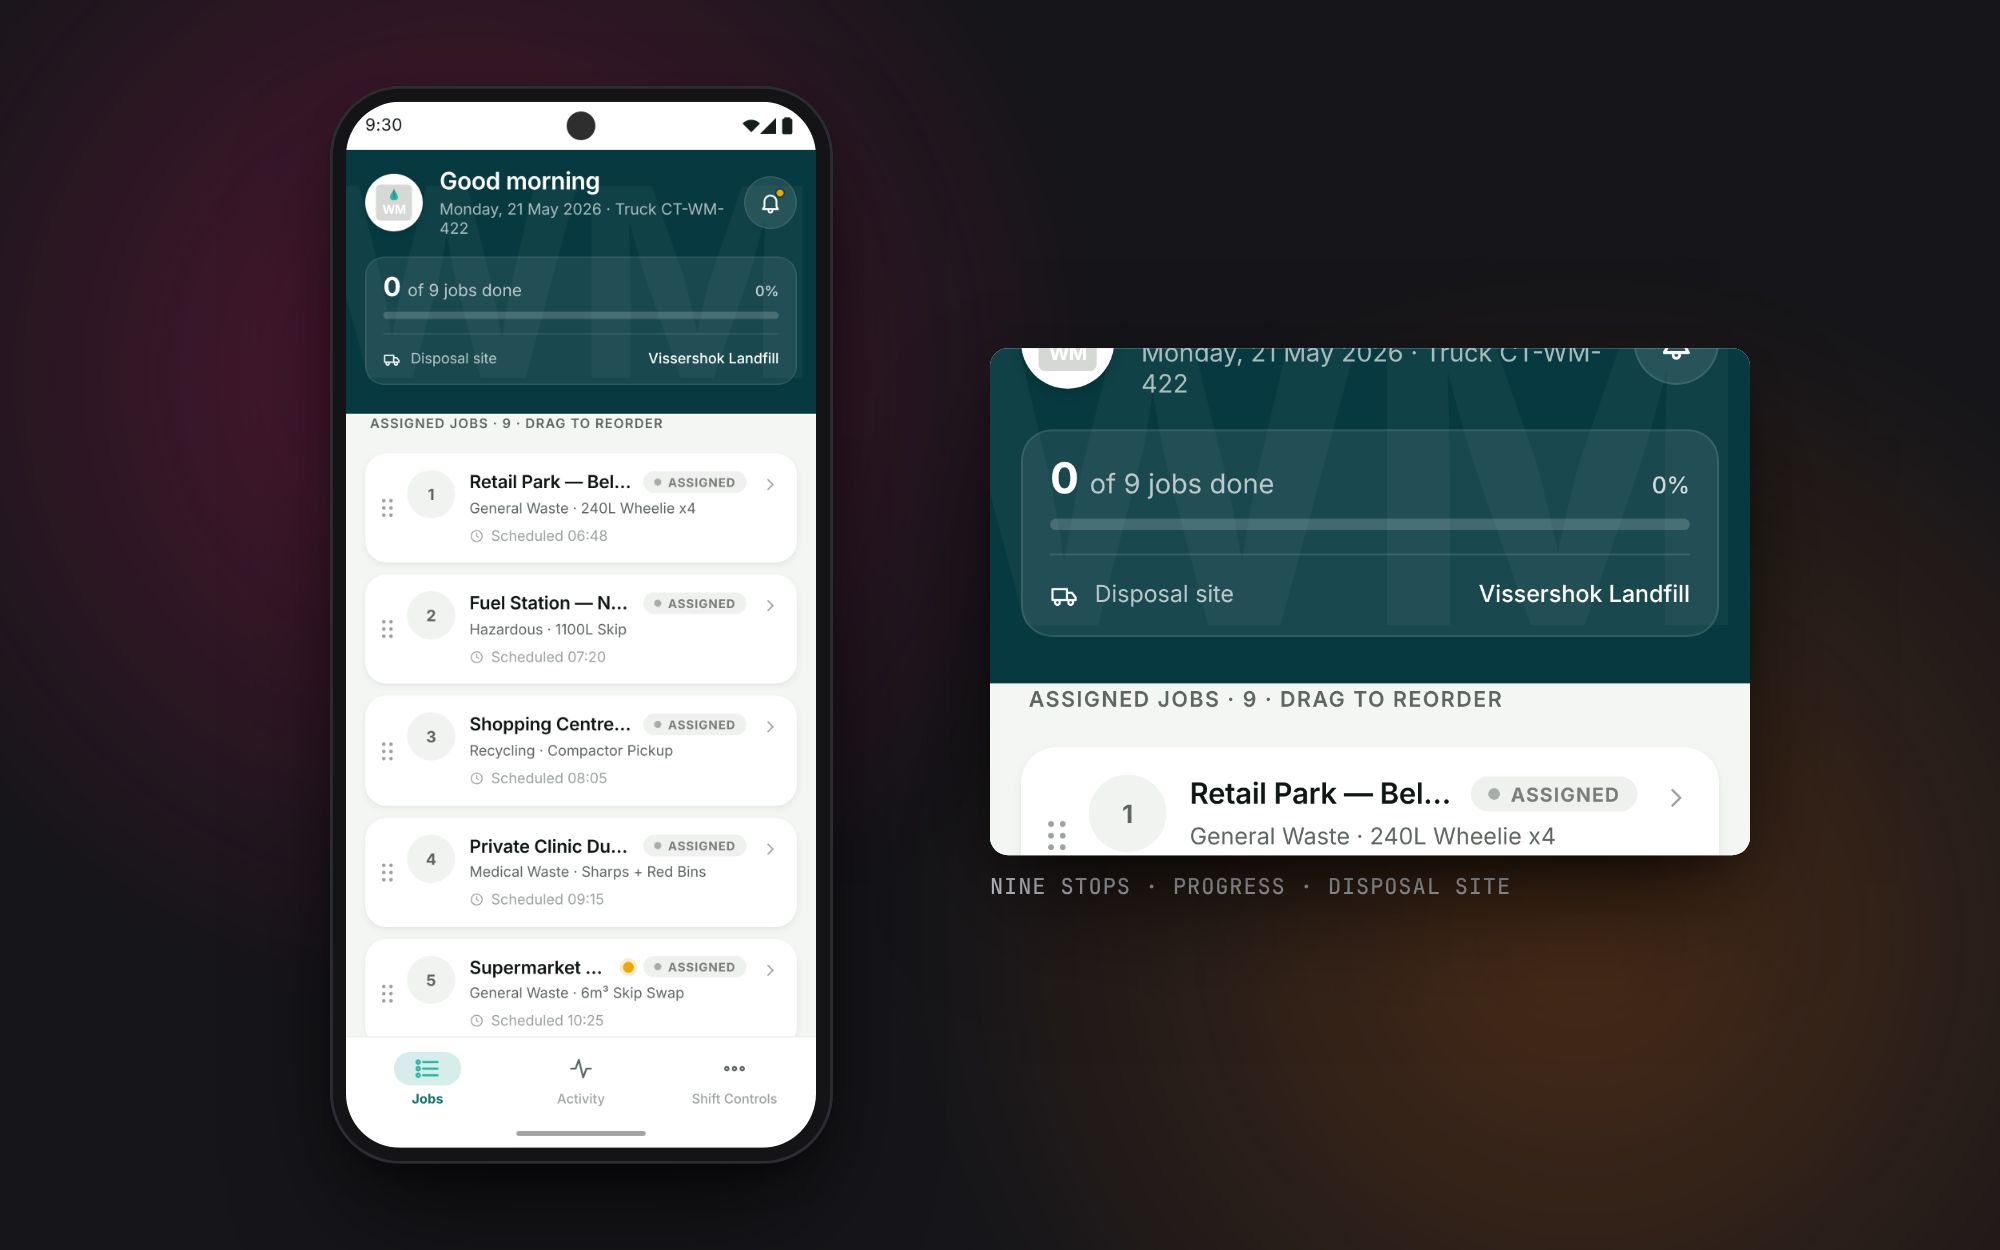 9:30
WM
Good morning
Monday, 21 May 2026 · Truck CT-WM-
422
0 of 9 jobs done
0%
Disposal site
Vissershok Landfill
ASSIGNED JOBS · 9 · DRAG TO REORDER
1
Retail Park — Bel...
ASSIGNED
General Waste · 240L Wheelie x4
Scheduled 06:48
2
Fuel Station — N...
ASSIGNED
Hazardous · 1100L Skip
Scheduled 07:20
3
Shopping Centre...
ASSIGNED
Recycling · Compactor Pickup
Scheduled 08:05
4
Private Clinic Du...
ASSIGNED
Medical Waste · Sharps + Red Bins
Scheduled 09:15
5
Supermarket ...
ASSIGNED
General Waste · 6m³ Skip Swap
Scheduled 10:25
Jobs
Activity
Shift Controls
WM
Monday, 21 May 2026 · Truck CT-WM-
422
0 of 9 jobs done
0%
Disposal site
Vissershok Landfill
ASSIGNED JOBS · 9 · DRAG TO REORDER
1
Retail Park — Bel...
ASSIGNED
General Waste · 240L Wheelie x4
NINE STOPS · PROGRESS · DISPOSAL SITE